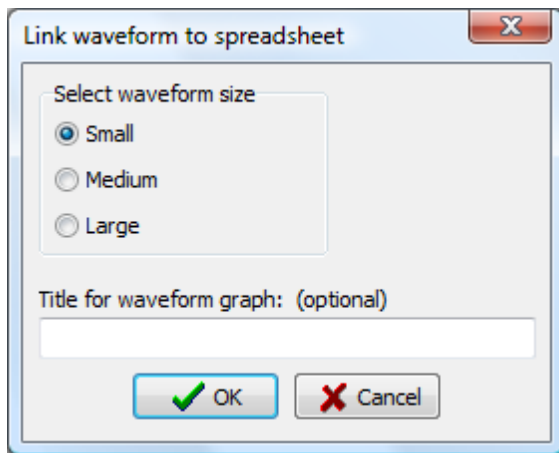 Link waveform to spreadsheet
Select waveform size
Small
Medium
Large
Title for waveform graph: (optional)
OK
Cancel